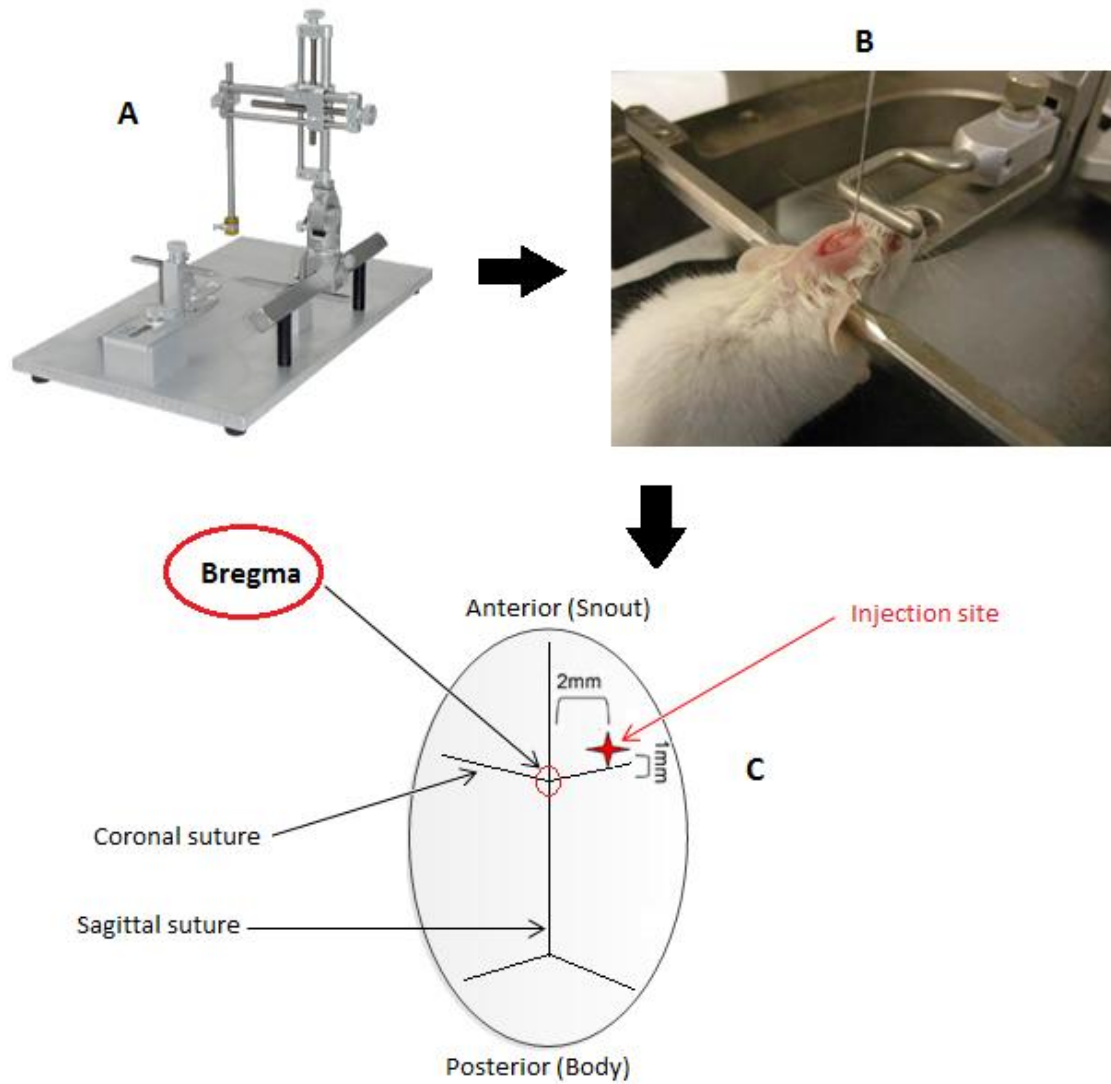 A
B
Bregma
Anterior (Snout)
Injection site
2mm
1mm
C
Coronal suture
Sagittal suture
Posterior (Body)